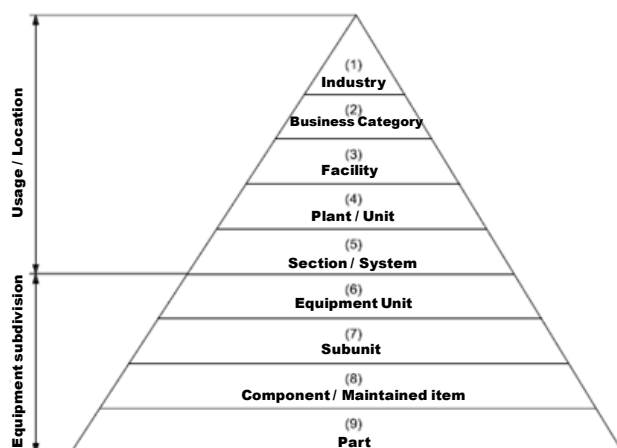 (1)
Industry
(2)
Business Category
(3)
Facility
(4)
Plant / Unit
(5)
Section / System
(6)
Equipment Unit
(7)
Subunit
(8)
Component / Maintained item
(9)
Part
Usage / Location
Equipment subdivision